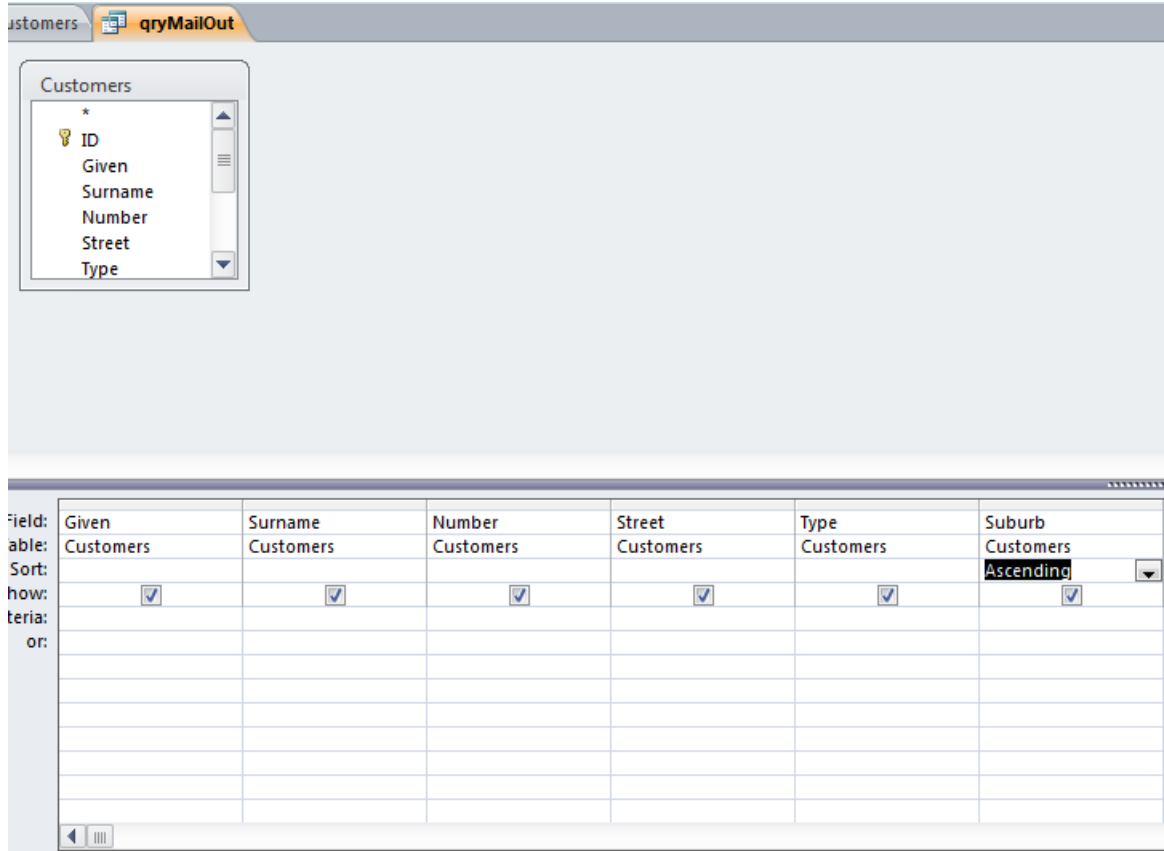 ustomers qryMailOut
Customers
*
ID
Given
Surname
Number
Street
Type
Field: Given Surname Number Street Type Suburb
able: Customers Customers Customers Customers Customers Customers
Sort: Ascending
how:
teria:
or: